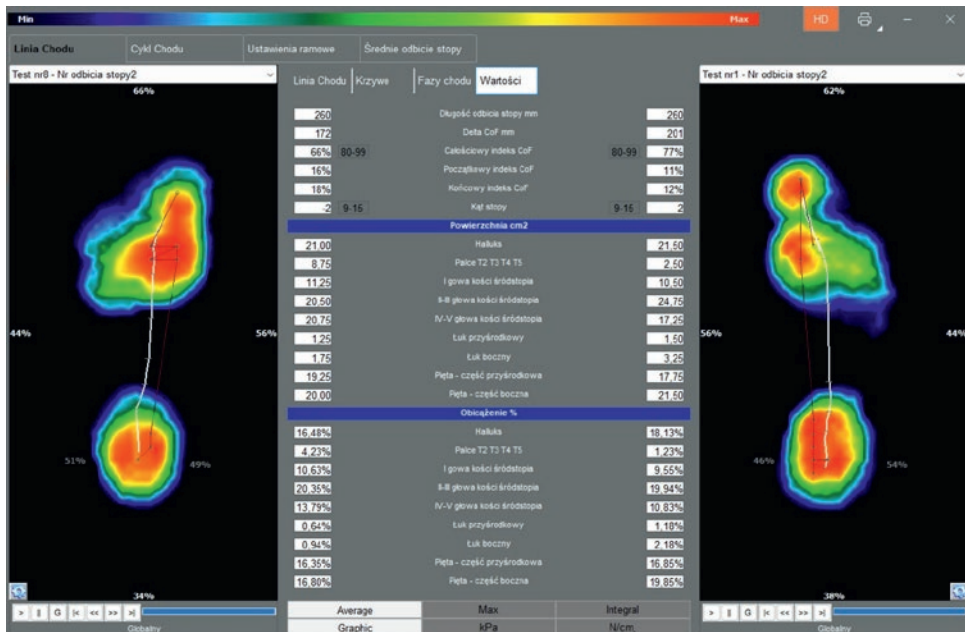 Min Max HD
Linia Chodu Cykl Chodu Ustawienia ramowe Średnie odbicie stopy
Test nr8 - Nr odbicia stopy2 Linia Chodu Krzywe Fazy chodu Wartości Test nr1 - Nr odbicia stopy2
66% 62%
260 Długość odbicia stopy mm 260
172 Delta CoF mm 201
66% 80-99 Całościowy indeks CoF 80-99 77%
16% Początkowy indeks CoF 11%
18% Końcowy indeks CoF 12%
-2 9-15 Kąt stopy 9-15 2
Powierzchnia cm2
21,00 Halluks 21,50
8,75 Palce T2 T3 T4 T5 2,50
11,25 I gowa kości śródstopia 10,50
20,50 II-III głowa kości śródstopia 24,75
20,75 IV-V głowa kości śródstopia 17,25
44% 56% 56% 44%
1,25 Łuk przyśrodkowy 1,50
1,75 Łuk boczny 3,25
19,25 Pięta - część przyśrodkowa 17,75
20,00 Pięta - część boczna 21,50
Obiciążenie %
16,48% Halluks 18,13%
4,23% Palce T2 T3 T4 T5 1,23%
51% 49% 46% 54%
10,63% I gowa kości śródstopia 9,55%
20,35% II-III głowa kości śródstopia 19,94%
13,79% IV-V głowa kości śródstopia 10,83%
0,64% Łuk przyśrodkowy 1,18%
0,94% Łuk boczny 2,18%
16,35% Pięta - część przyśrodkowa 16,85%
16,80% Pięta - część boczna 19,85%
34% 38%
> || G |< << >> >| Average Max Integral > || G |< << >> >|
Globalny Graphic kPa N/cm. Globalny